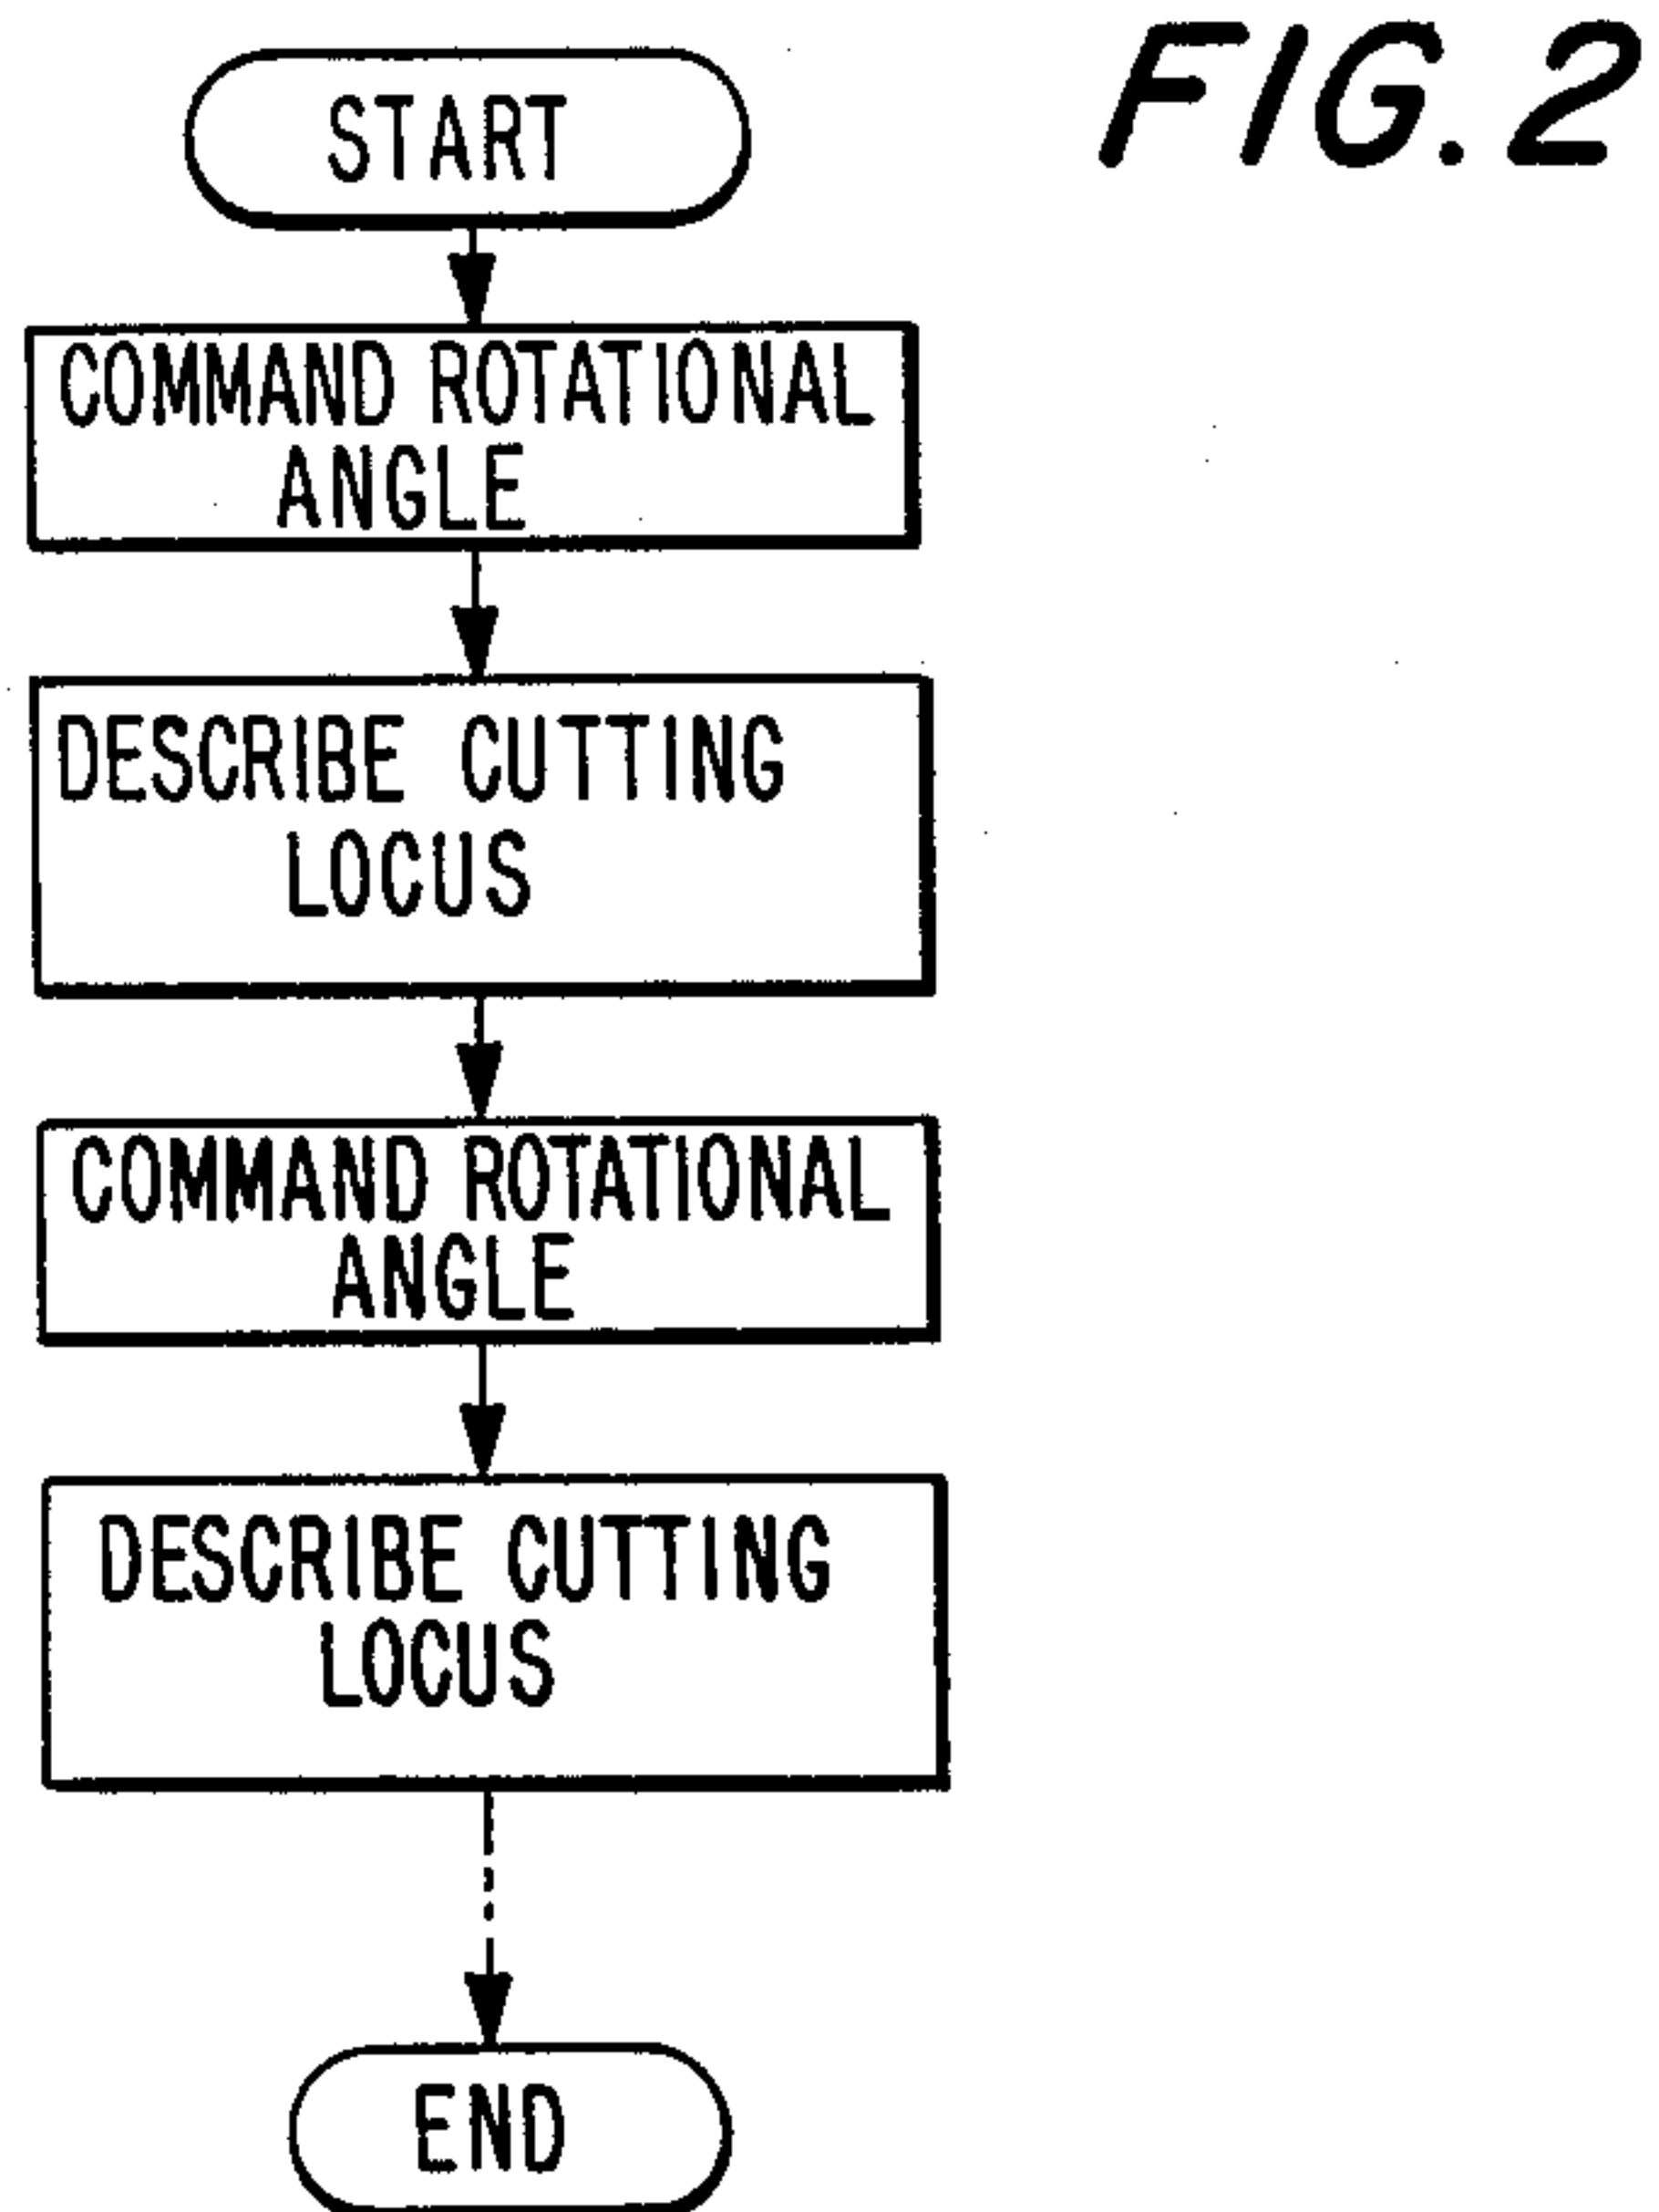 FIG.2
START
COMMAND ROTATIONAL
ANGLE
DESCRIBE CUTTING
LOCUS
COMMAND ROTATIONAL
ANGLE
DESCRIBE CUTTING
LOCUS
END